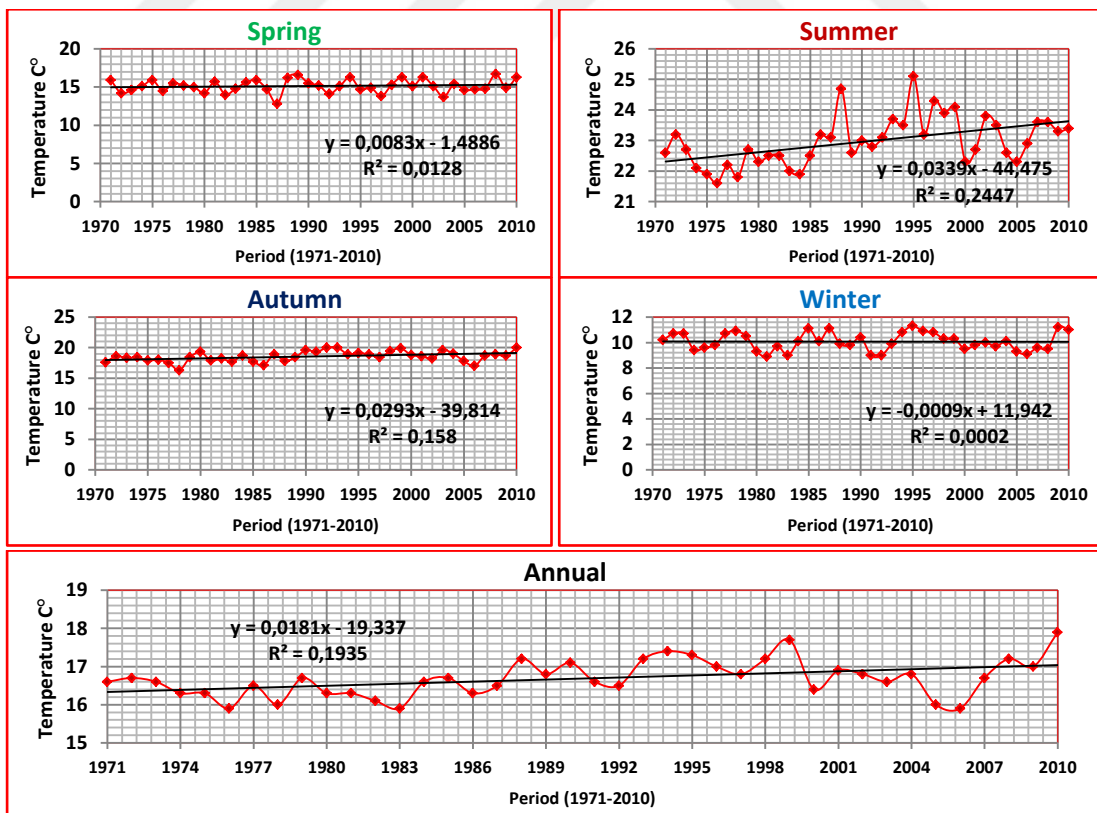 Spring
Temperature C°
20
15
10
5
0
y = 0,0083x - 1,4886
R² = 0,0128
1970 1975 1980 1985 1990 1995 2000 2005 2010
Period (1971-2010)
Summer
Temperature C°
26
25
24
23
22
21
y = 0,0339x - 44,475
R² = 0,2447
1970 1975 1980 1985 1990 1995 2000 2005 2010
Period (1971-2010)
Autumn
Temperature C°
25
20
15
10
5
0
y = 0,0293x - 39,814
R² = 0,158
1970 1975 1980 1985 1990 1995 2000 2005 2010
Period (1971-2010)
Winter
Temperature C°
12
10
8
6
4
2
0
y = -0,0009x + 11,942
R² = 0,0002
1970 1975 1980 1985 1990 1995 2000 2005 2010
Period (1971-2010)
Annual
Temperature C°
19
18
17
16
15
y = 0,0181x - 19,337
R² = 0,1935
1971 1974 1977 1980 1983 1986 1989 1992 1995 1998 2001 2004 2007 2010
Period (1971-2010)